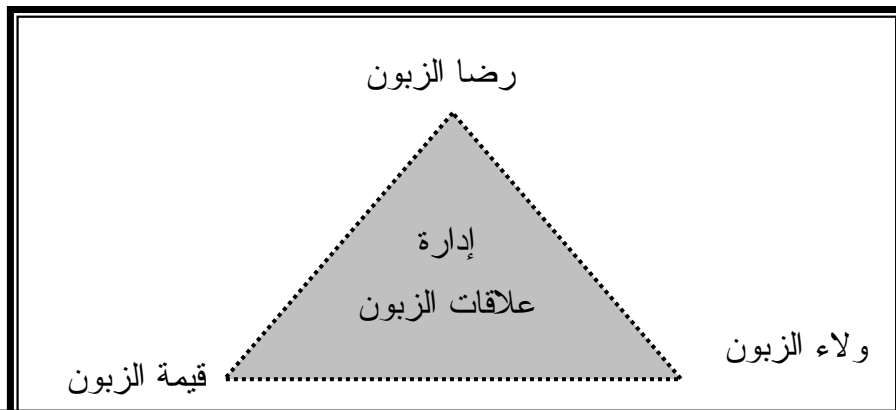 رضا الزبون
إدارة
علاقات الزبون
ولاء الزبون
قيمة الزبون